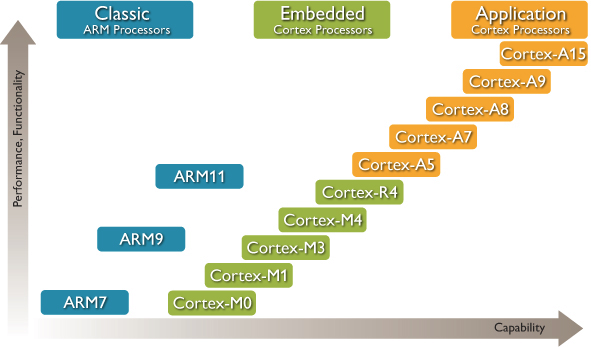 Classic
ARM Processors
Embedded
Cortex Processors
Application
Cortex Processors
Cortex-A15
Cortex-A9
Cortex-A8
Cortex-A7
Cortex-A5
ARM11
Cortex-R4
Cortex-M4
ARM9
Cortex-M3
Cortex-M1
ARM7
Cortex-M0
Performance, Functionality
Capability